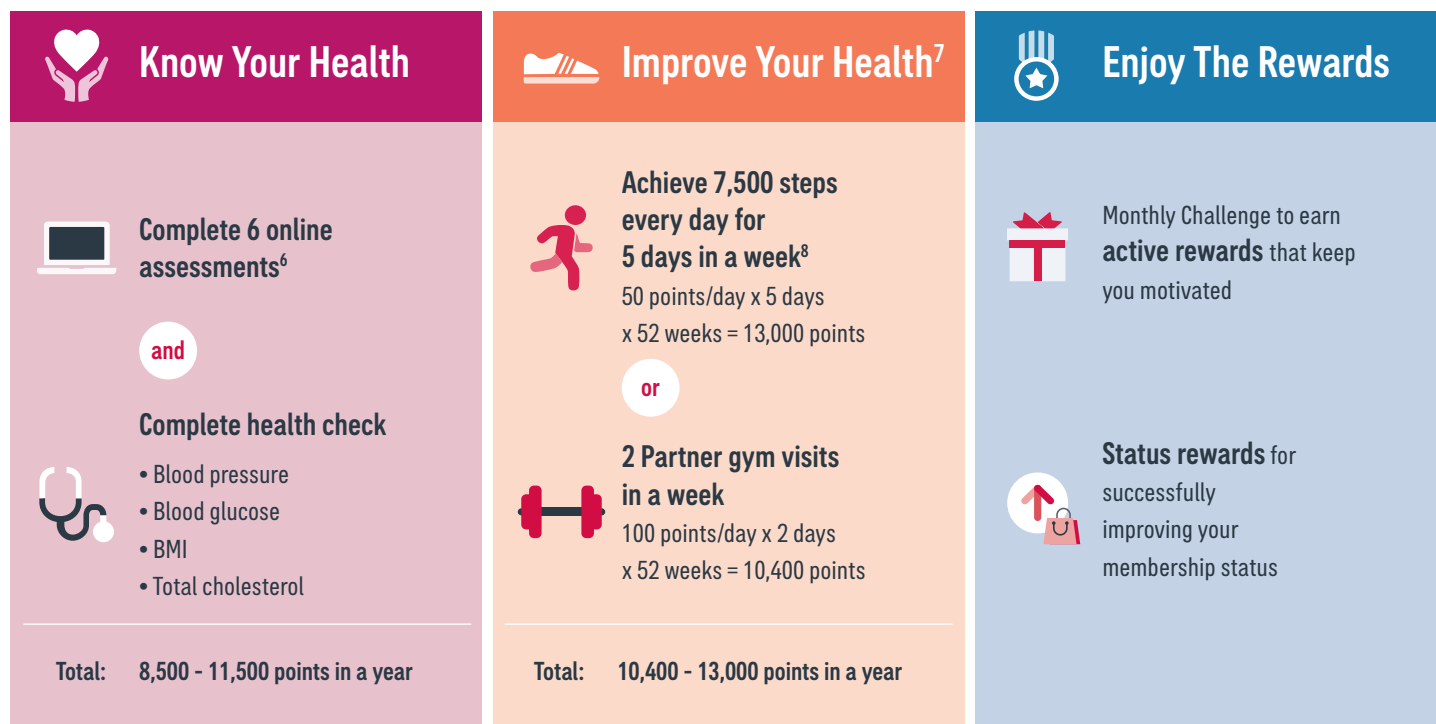 Know Your Health
Complete 6 online
assessments⁶
and
Complete health check
• Blood pressure
• Blood glucose
• BMI
• Total cholesterol
Total: 8,500 - 11,500 points in a year
Improve Your Health⁷
Achieve 7,500 steps
every day for
5 days in a week⁸
50 points/day x 5 days
x 52 weeks = 13,000 points
or
2 Partner gym visits
in a week
100 points/day x 2 days
x 52 weeks = 10,400 points
Total: 10,400 - 13,000 points in a year
Enjoy The Rewards
Monthly Challenge to earn
active rewards that keep
you motivated
Status rewards for
successfully
improving your
membership status